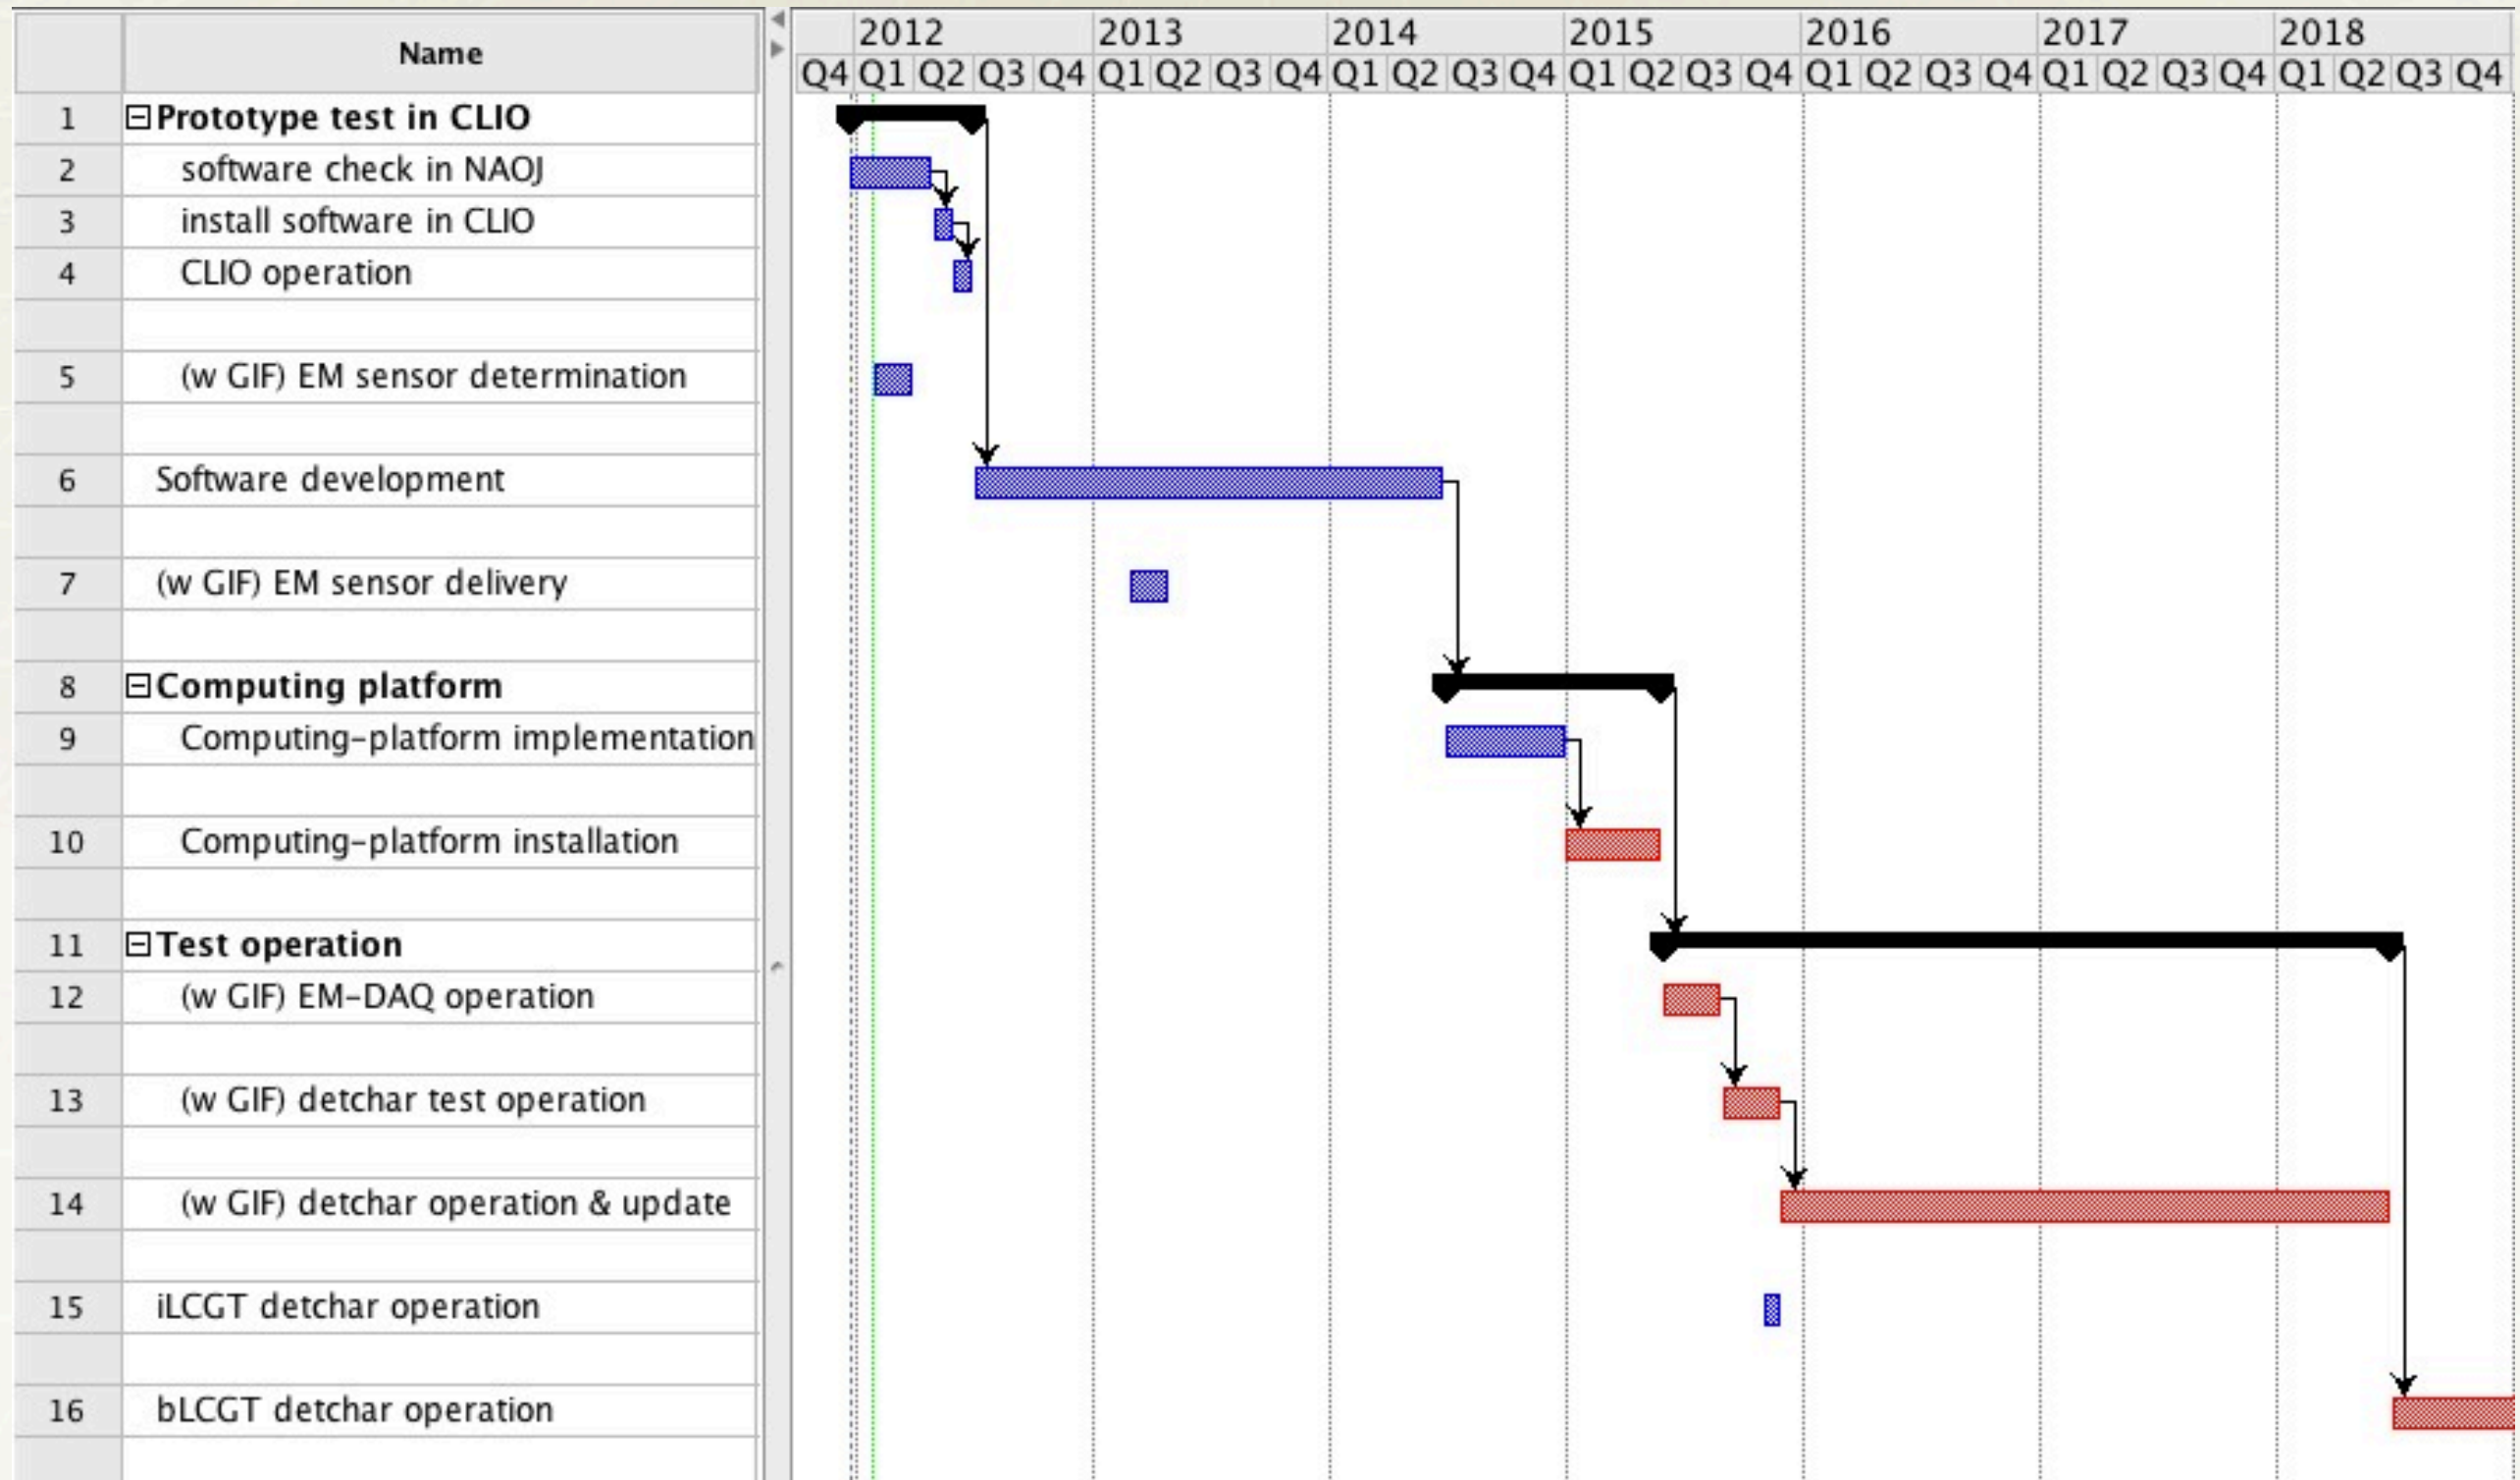 Name
2012 2013 2014 2015 2016 2017 2018
Q4 Q1 Q2 Q3 Q4 Q1 Q2 Q3 Q4 Q1 Q2 Q3 Q4 Q1 Q2 Q3 Q4 Q1 Q2 Q3 Q4 Q1 Q2 Q3 Q4 Q1 Q2 Q3 Q4
1 Prototype test in CLIO
2 software check in NAOJ
3 install software in CLIO
4 CLIO operation
5 (w GIF) EM sensor determination
6 Software development
7 (w GIF) EM sensor delivery
8 Computing platform
9 Computing-platform implementation
10 Computing-platform installation
11 Test operation
12 (w GIF) EM-DAQ operation
13 (w GIF) detchar test operation
14 (w GIF) detchar operation & update
15 iLCGT detchar operation
16 bLCGT detchar operation